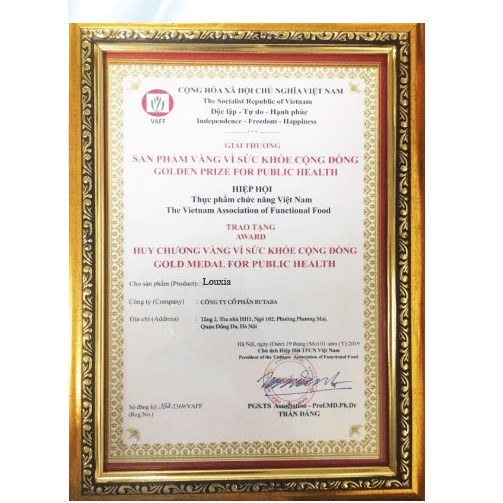 CỘNG HÒA XÃ HỘI CHỦ NGHĨA VIỆT NAM
The Socialist Republic of Vietnam
Độc lập - Tự do - Hạnh phúc
Independence - Freedom - Happiness
VAFF
GIẢI THƯỞNG
SẢN PHẨM VÀNG VÌ SỨC KHỎE CỘNG ĐỒNG
GOLDEN PRIZE FOR PUBLIC HEALTH
HIỆP HỘI
Thực phẩm chức năng Việt Nam
The Vietnam Association of Functional Food
TRAO TẶNG
AWARD
HUY CHƯƠNG VÀNG VÌ SỨC KHỎE CỘNG ĐỒNG
GOLD MEDAL FOR PUBLIC HEALTH
Cho sản phẩm (Product): Louxia
Công ty (Company) : CÔNG TY CỔ PHẦN RUTABA
Địa chỉ (Address) : Tầng 2, Tòa nhà HH1, Ngõ 102, Phường Phương Mai,
Quận Đống Đa, Hà Nội
Hà Nội, ngày (Date) 19 tháng (Mo) 01 năm (Y) 2019
Chủ tịch Hiệp Hội TPCN Việt Nam
President of the Vietnam Association of Functional Food
Số đăng ký: 2369/VAFF
(Reg.No.)
PGS.TS Association - Prof.MD.Ph.Dr
TRẦN ĐÁNG